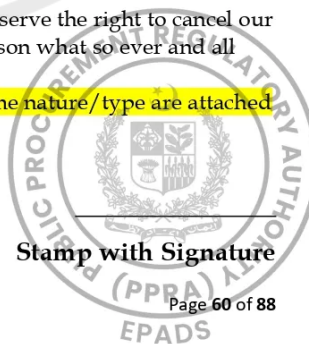 serve the right to cancel our
son what so ever and all
he nature/type are attached
Stamp with Signature
Page 60 of 88
PUBLIC PROCUREMENT REGULATORY AUTHORITY
(PPRA)
EPADS